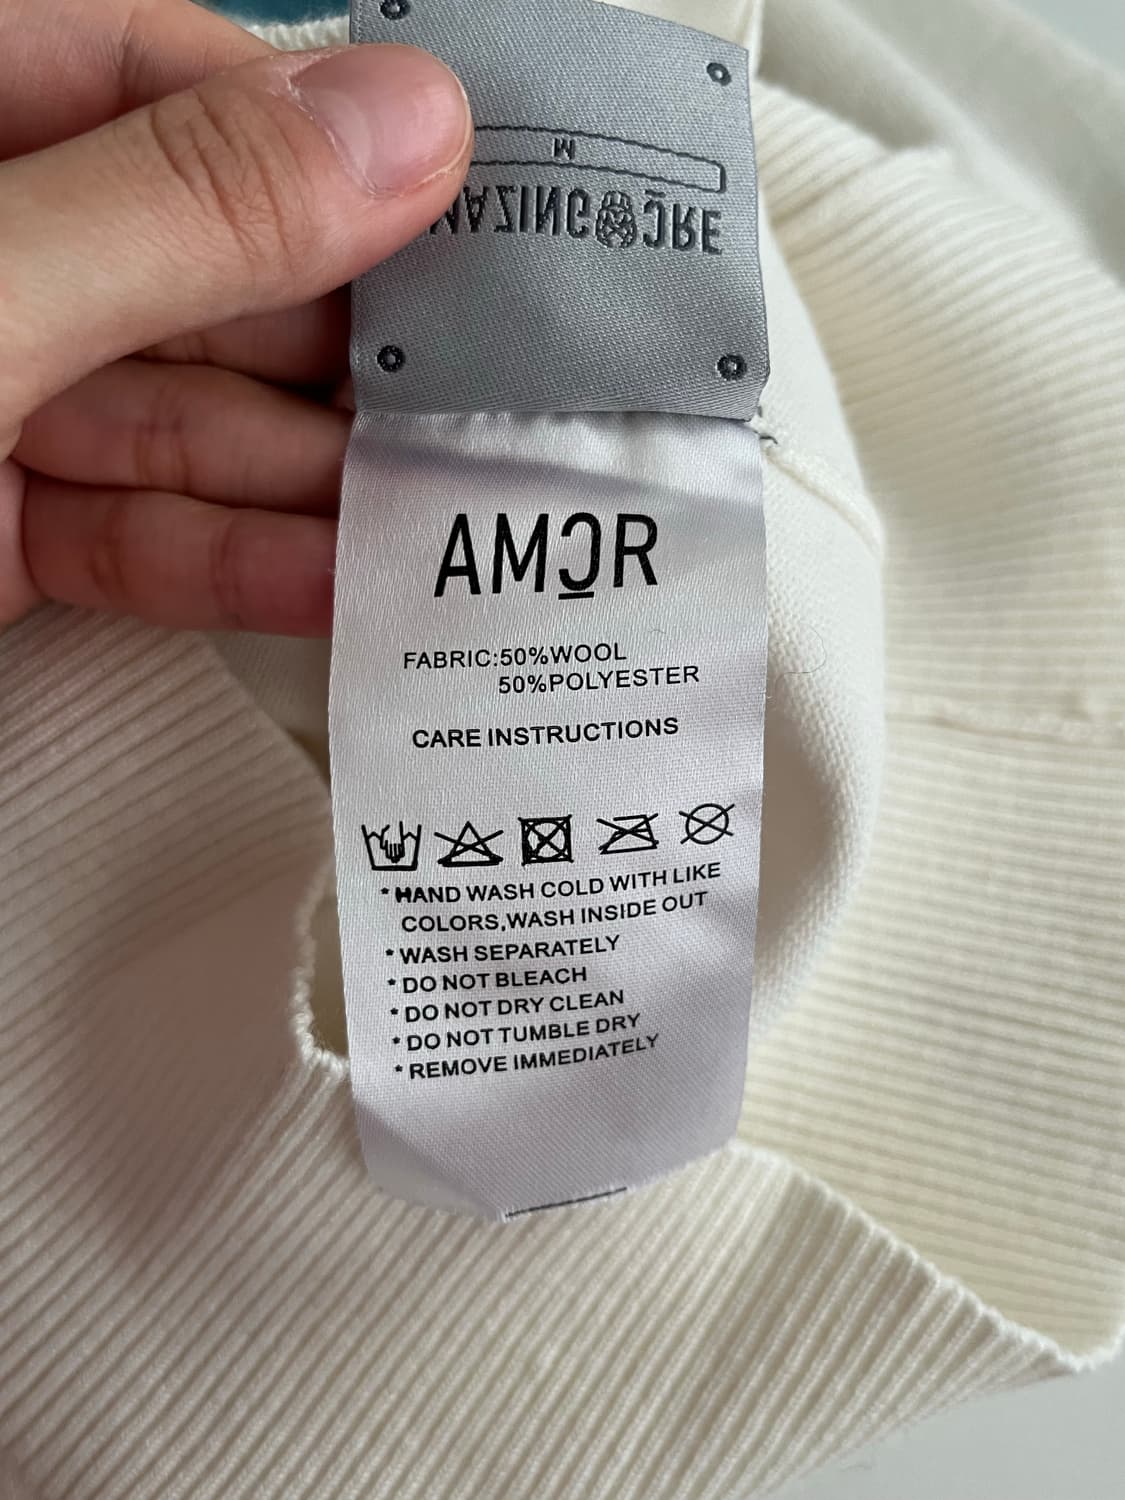 M
AMƆR
FABRIC:50%WOOL
50%POLYESTER
CARE INSTRUCTIONS
* HAND WASH COLD WITH LIKE
COLORS,WASH INSIDE OUT
* WASH SEPARATELY
* DO NOT BLEACH
* DO NOT DRY CLEAN
* DO NOT TUMBLE DRY
* REMOVE IMMEDIATELY